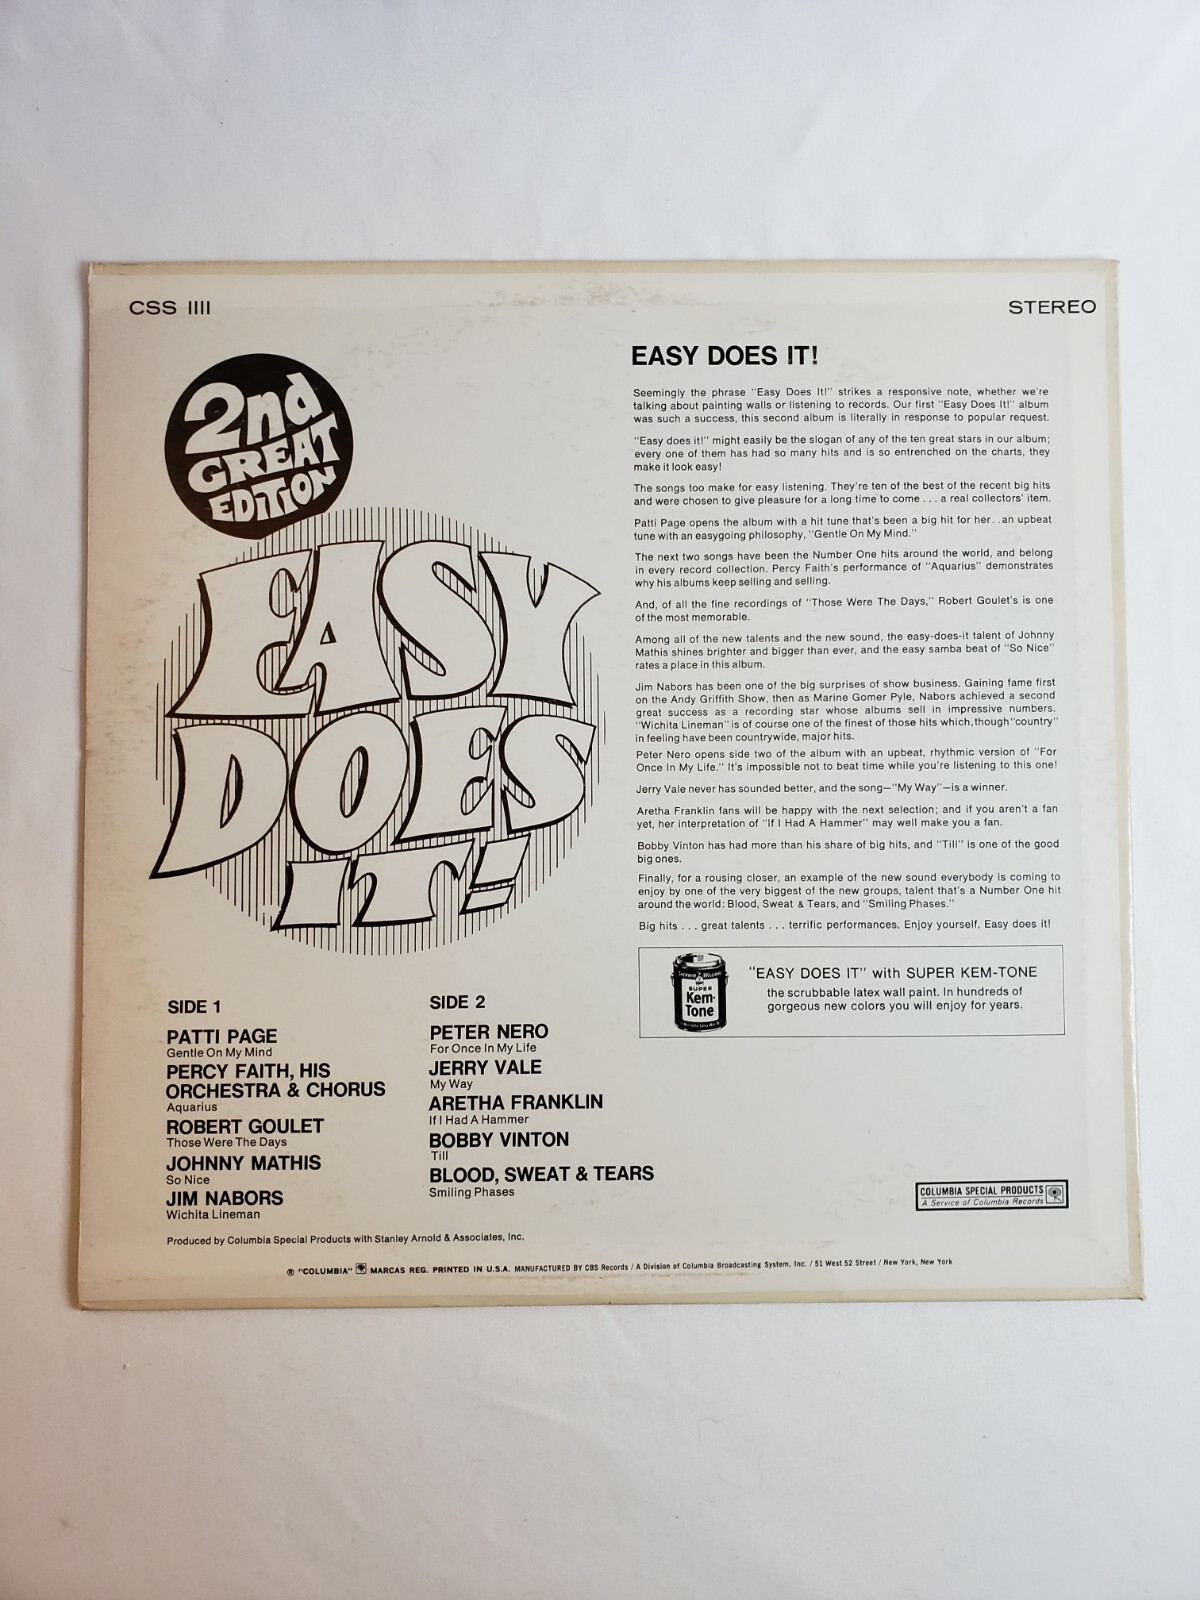 CSS 1111
STEREO
2nd
GREAT
EDITION
EASY
DOES
IT!
EASY DOES IT!
Seemingly the phrase "Easy Does It!" strikes a responsive note, whether we're
talking about painting walls or listening to records. Our first "Easy Does It!" album
was such a success, this second album is literally in response to popular request.
"Easy does it!" might easily be the slogan of any of the ten great stars in our album;
every one of them has had so many hits and is so entrenched on the charts, they
make it look easy!
The songs too make for easy listening. They're ten of the best of the recent big hits
and were chosen to give pleasure for a long time to come . . . a real collectors' item.
Patti Page opens the album with a hit tune that's been a big hit for her..an upbeat
tune with an easygoing philosophy, "Gentle On My Mind."
The next two songs have been the Number One hits around the world, and belong
in every record collection. Percy Faith's performance of "Aquarius" demonstrates
why his albums keep selling and selling.
And, of all the fine recordings of "Those Were The Days," Robert Goulet's is one
of the most memorable.
Among all of the new talents and the new sound, the easy-does-it talent of Johnny
Mathis shines brighter and bigger than ever, and the easy samba beat of "So Nice"
rates a place in this album.
Jim Nabors has been one of the big surprises of show business. Gaining fame first
on the Andy Griffith Show, then as Marine Gomer Pyle, Nabors achieved a second
great success as a recording star whose albums sell in impressive numbers.
"Wichita Lineman" is of course one of the finest of those hits which,though"country"
in feeling have been countrywide, major hits.
Peter Nero opens side two of the album with an upbeat, rhythmic version of "For
Once In My Life." It's impossible not to beat time while you're listening to this one!
Jerry Vale never has sounded better, and the song—"My Way"—is a winner.
Aretha Franklin fans will be happy with the next selection; and if you aren't a fan
yet, her interpretation of "If I Had A Hammer" may well make you a fan.
Bobby Vinton has had more than his share of big hits, and "Till" is one of the good
big ones.
Finally, for a rousing closer, an example of the new sound everybody is coming to
enjoy by one of the very biggest of the new groups, talent that's a Number One hit
around the world: Blood, Sweat & Tears, and "Smiling Phases."
Big hits . . . great talents . . . terrific performances. Enjoy yourself. Easy does it!
SHERWIN-WILLIAMS
SUPER
Kem-
Tone
"EASY DOES IT" with SUPER KEM-TONE
the scrubbable latex wall paint. In hundreds of
gorgeous new colors you will enjoy for years.
SIDE 1
PATTI PAGE
Gentle On My Mind
PERCY FAITH, HIS
ORCHESTRA & CHORUS
Aquarius
ROBERT GOULET
Those Were The Days
JOHNNY MATHIS
So Nice
JIM NABORS
Wichita Lineman
SIDE 2
PETER NERO
For Once In My Life
JERRY VALE
My Way
ARETHA FRANKLIN
If I Had A Hammer
BOBBY VINTON
Till
BLOOD, SWEAT & TEARS
Smiling Phases
COLUMBIA SPECIAL PRODUCTS
A Service of Columbia Records
Produced by Columbia Special Products with Stanley Arnold & Associates, Inc.
® "COLUMBIA" MARCAS REG. PRINTED IN U.S.A. MANUFACTURED BY CBS Records / A Division of Columbia Broadcasting System, Inc. / 51 West 52 Street / New York, New York